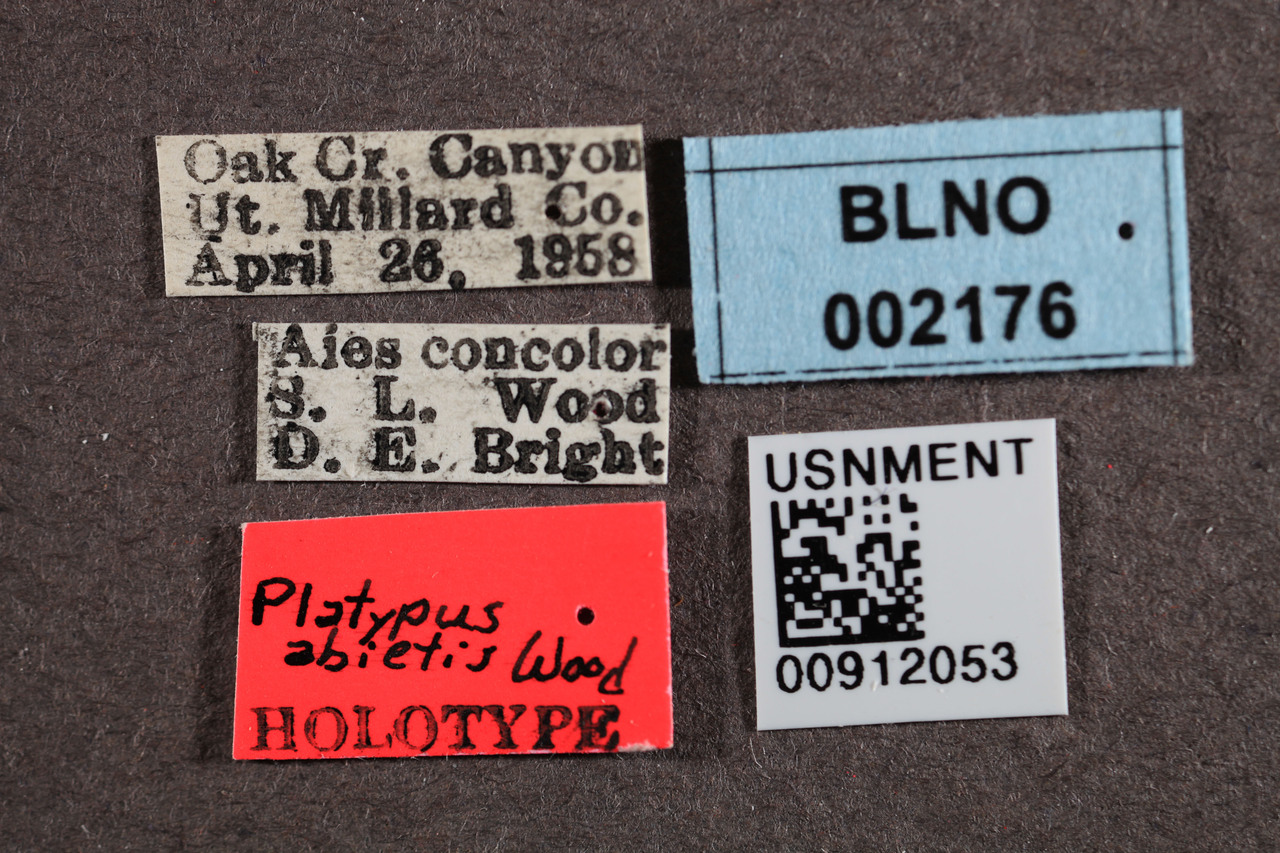 Oak Cr. Canyon
Ut. Millard Co.
April 26, 1958
Aies concolor
S. L. Wood
D. E. Bright
Platypus
abietis Wood
HOLOTYPE
BLNO
002176
USNMENT
00912053